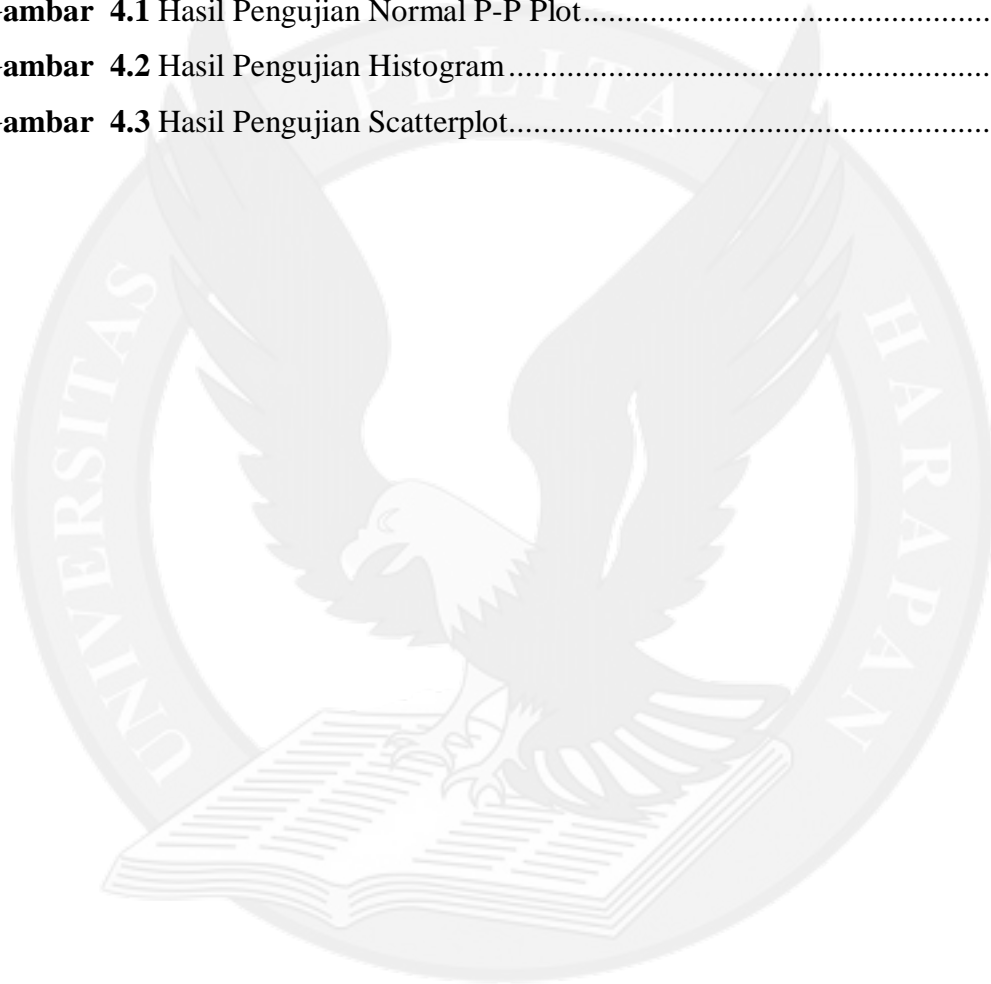 ambar 4.1 Hasil Pengujian Normal P-P Plot..................................................
ambar 4.2 Hasil Pengujian Histogram...........................................................
ambar 4.3 Hasil Pengujian Scatterplot...........................................................
UNIVERSITAS PELITA HARAPAN